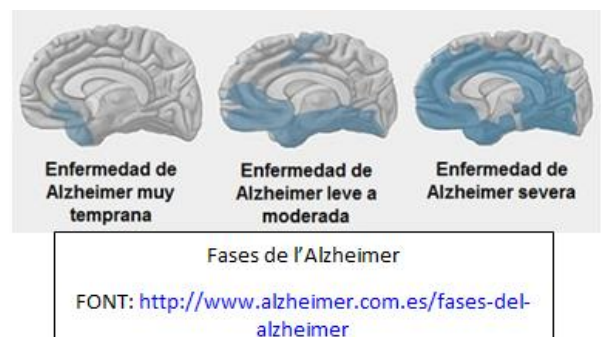 Enfermedad de
Alzheimer muy
temprana
Enfermedad de
Alzheimer leve a
moderada
Enfermedad de
Alzheimer severa
Fases de l'Alzheimer
FONT: http://www.alzheimer.com.es/fases-del-
alzheimer